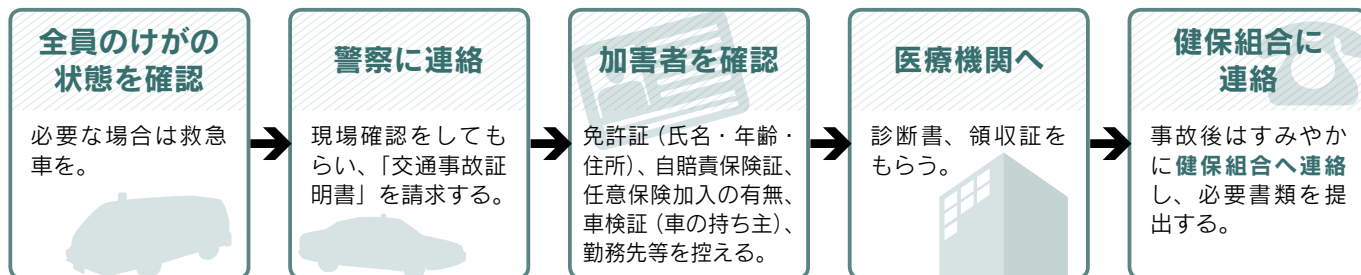 全員のけがの
状態を確認
必要な場合は救急
車を。
警察に連絡
現場確認をしても
らい、「交通事故証
明書」を請求する。
加害者を確認
免許証（氏名・年齢・
住所）、自賠責保険証、
任意保険加入の有無、
車検証（車の持ち主）、
勤務先等を控える。
医療機関へ
診断書、領収証を
もらう。
健保組合に
連絡
事故後はすみやか
に健保組合へ連絡
し、必要書類を提
出する。